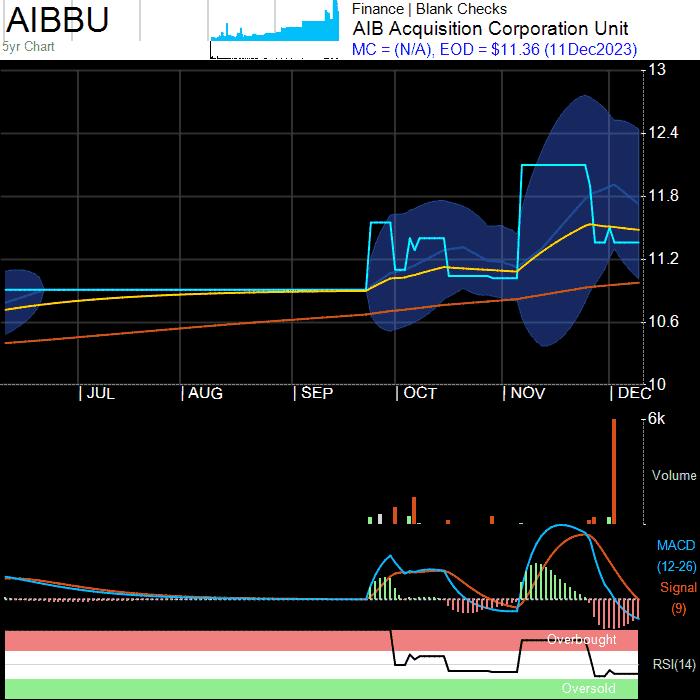 AIBBU
5yr Chart
Finance | Blank Checks
AIB Acquisition Corporation Unit
MC = (N/A), EOD = $11.36 (11Dec2023)
13
12.4
11.8
11.2
10.6
10
| JUL | AUG | SEP | OCT | NOV | DEC
6k
Volume
MACD
(12-26)
Signal
(9)
Overbought
RSI(14)
Oversold